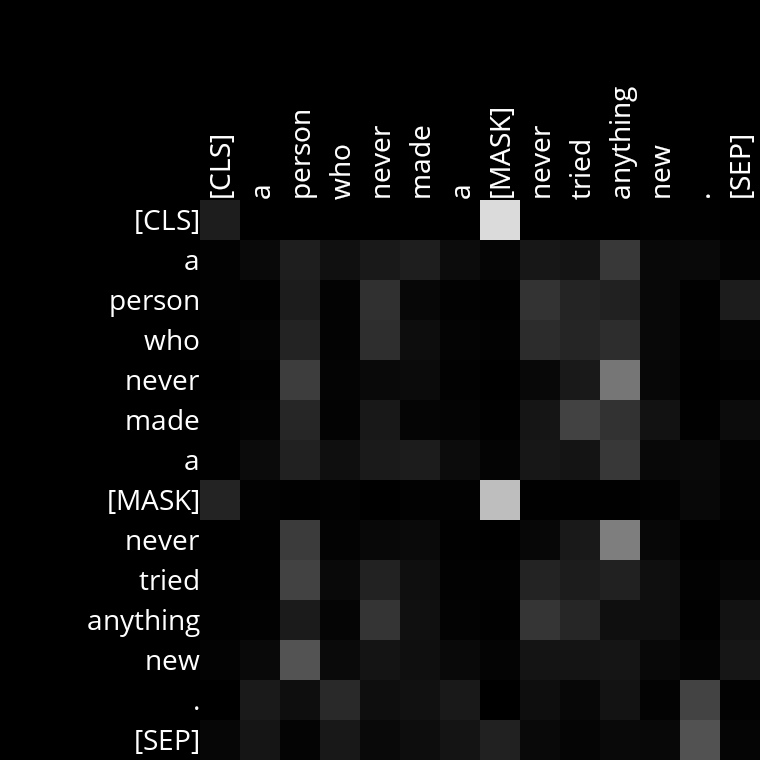 [CLS] a person who never made a [MASK] never tried anything new . [SEP]
[CLS]
a
person
who
never
made
a
[MASK]
never
tried
anything
new
.
[SEP]